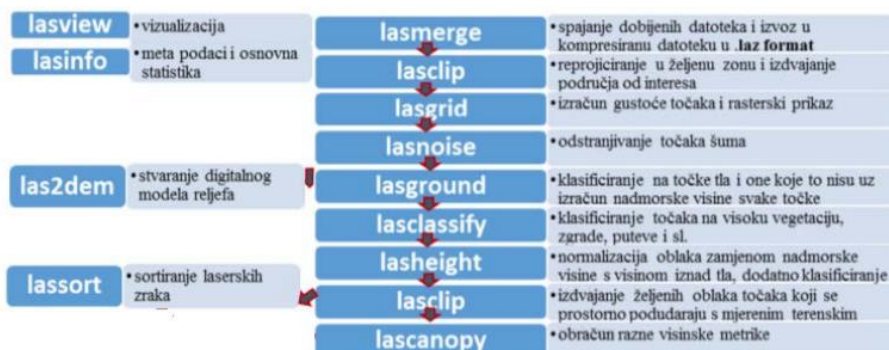 lasview
• vizualizacija
lasinfo
• meta podaci i osnovna
statistika
las2dem
• stvaranje digitalnog
modela reljefa
lassort
• sortiranje laserskih
zraka
lasmerge
• spajanje dobijenih datoteka i izvoz u
kompresiranu datoteku u .laz format
lasclip
• reprojiciranje u željenu zonu i izdvajanje
područja od interesa
lasgrid
• izračun gustoće točaka i rasterski prikaz
lasnoise
• odstranjivanje točaka šuma
lasground
• klasificiranje na točke tla i one koje to nisu uz
izračun nadmorske visine svake točke
lasclassify
• klasificiranje točaka na visoku vegetaciju,
zgrade, puteve i sl.
lasheight
• normalizacija oblaka zamjenom nadmorske
visine s visinom iznad tla, dodatno klasificiranje
lasclip
• izdvajanje željenih oblaka točaka koji se
prostorno podudaraju s mjerenim terenskim
lascanopy
• obračun razne visinske metrike